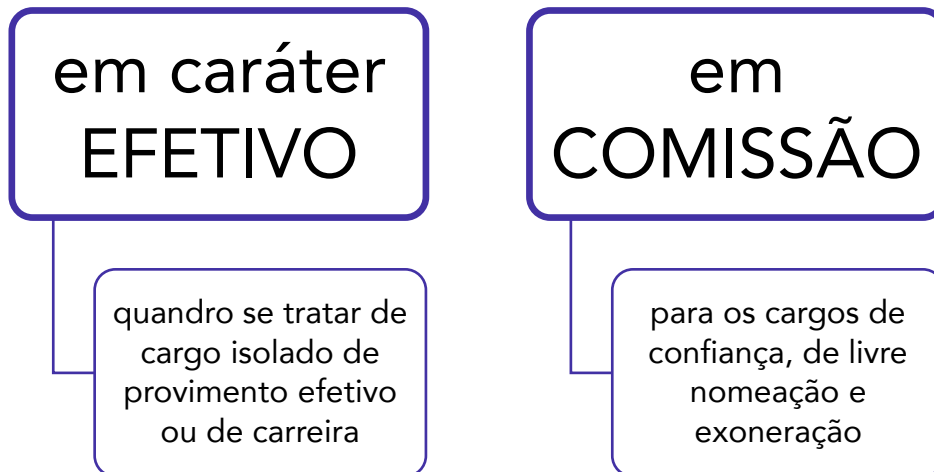 em caráter
EFETIVO
quandro se tratar de
cargo isolado de
provimento efetivo
ou de carreira
em
COMISSÃO
para os cargos de
confiança, de livre
nomeação e
exoneração